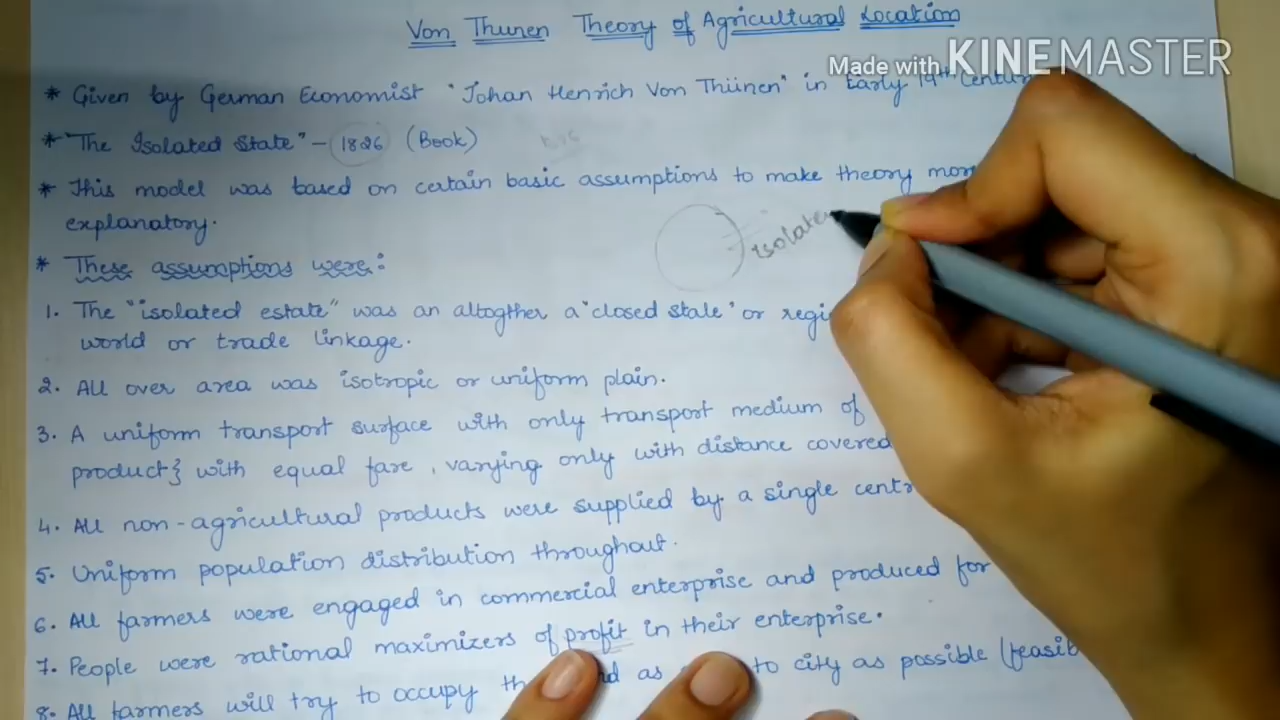 Von Thunen Theory of Agricultural Location
Made with KINEMASTER
* Given by German Economist "Johan Henrich Von Thünen" in Early 19th Centur
* "The Isolated State" - 1826 (Book)
* This model was based on certain basic assumptions to make theory mor
explanatory.
isolate
* These assumptions were:
1. The "isolated estate" was an altogther a "closed state" or regi
world or trade linkage.
2. All over area was isotropic or uniform plain.
3. A uniform transport surface with only transport medium of
product} with equal fare, varying only with distance covered
4. All non-agricultural products were supplied by a single centr
5. Uniform population distribution throughout.
6. All farmers were engaged in commercial enterprise and produced for
7. People were rational maximizers of profit in their enterprise.
8. All farmers will try to occupy as to city as possible (feasib